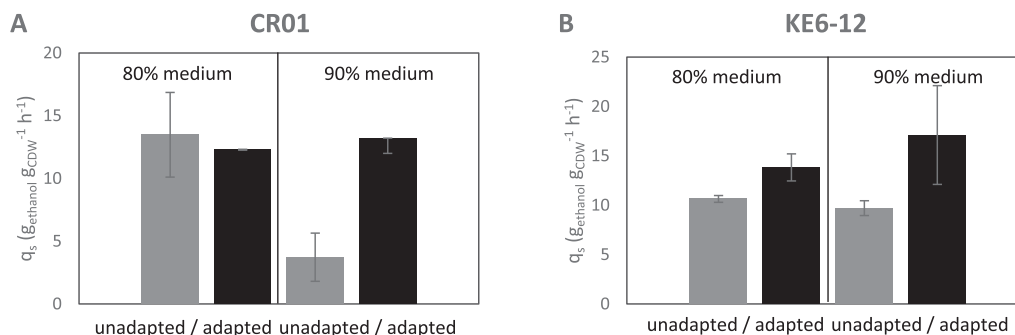 A
CR01
20
15
10
5
0
qs (gethanol gCDW-1 h-1)
80% medium
90% medium
unadapted / adapted unadapted / adapted
B
KE6-12
25
20
15
10
5
0
qs (gethanol gCDW-1 h-1)
80% medium
90% medium
unadapted / adapted unadapted / adapted